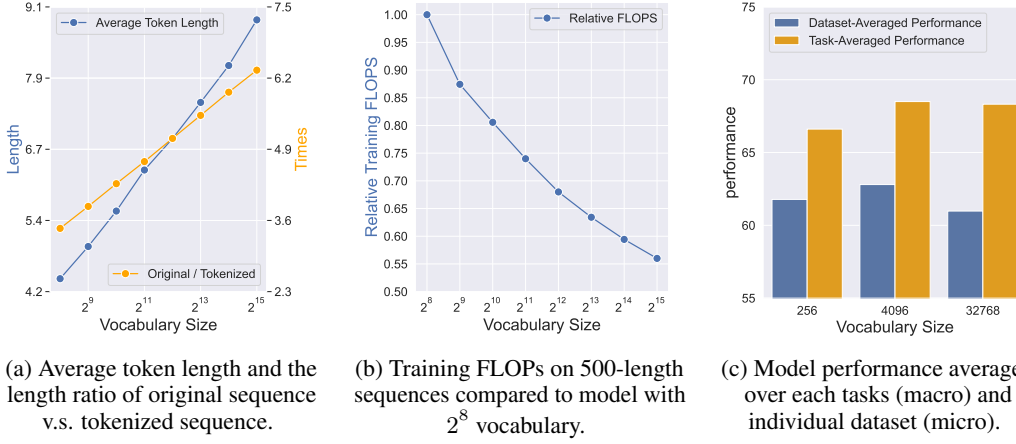 9.1
7.9
6.7
5.4
4.2
Length
Average Token Length
Original / Tokenized
7.5
6.2
4.9
3.6
2.3
Times
2^9
2^11
2^13
2^15
Vocabulary Size
1.00
0.95
0.90
0.85
0.80
0.75
0.70
0.65
0.60
0.55
0.50
Relative Training FLOPS
Relative FLOPS
2^8
2^9
2^10
2^11
2^12
2^13
2^14
2^15
Vocabulary Size
75
70
65
60
55
performance
Dataset-Averaged Performance
Task-Averaged Performance
256
4096
32768
Vocabulary Size
(a) Average token length and the
length ratio of original sequence
v.s. tokenized sequence.
(b) Training FLOPs on 500-length
sequences compared to model with
2^8 vocabulary.
(c) Model performance average
over each tasks (macro) and
individual dataset (micro).